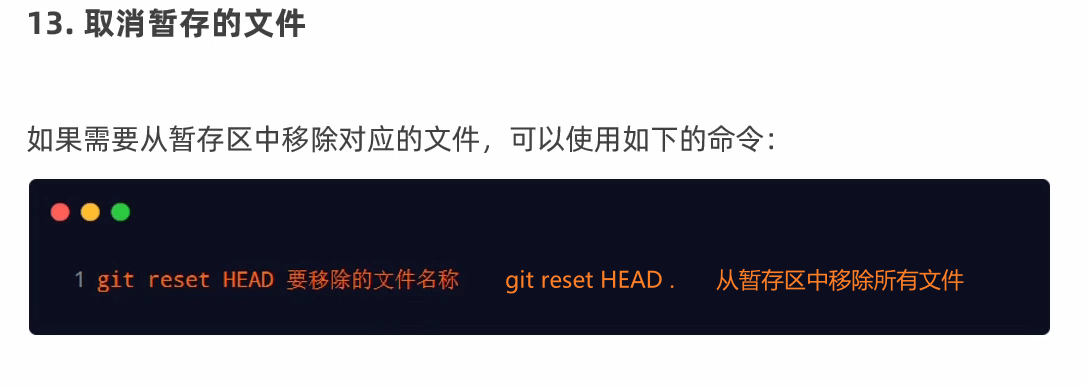 13. 取消暂存的文件
如果需要从暂存区中移除对应的文件，可以使用如下的命令：
1 git reset HEAD 要移除的文件名称 git reset HEAD . 从暂存区中移除所有文件